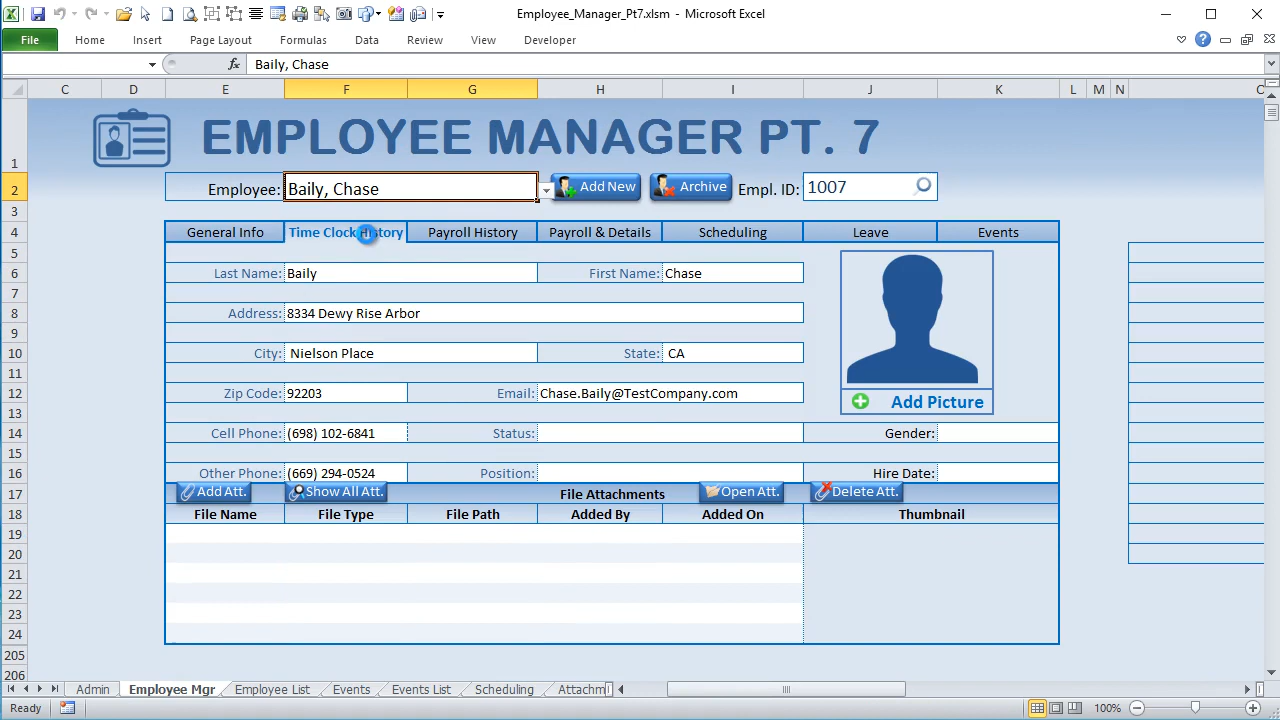 Employee_Manager_Pt7.xlsm - Microsoft Excel
File Home Insert Page Layout Formulas Data Review View Developer
fx Baily, Chase
C D E F G H I J K L M N
1 EMPLOYEE MANAGER PT. 7
2 Employee: Baily, Chase Add New Archive Empl. ID: 1007
3
4 General Info Time Clock History Payroll History Payroll & Details Scheduling Leave Events
5
6 Last Name: Baily First Name: Chase
7
8 Address: 8334 Dewy Rise Arbor
9
10 City: Nielson Place State: CA
11
12 Zip Code: 92203 Email: Chase.Baily@TestCompany.com Add Picture
13
14 Cell Phone: (698) 102-6841 Status: Gender:
15
16 Other Phone: (669) 294-0524 Position: Hire Date:
17 Add Att. Show All Att. File Attachments Open Att. Delete Att.
18 File Name File Type File Path Added By Added On Thumbnail
19
20
21
22
23
24
205
206
Admin Employee Mgr Employee List Events Events List Scheduling Attachm
Ready 100%